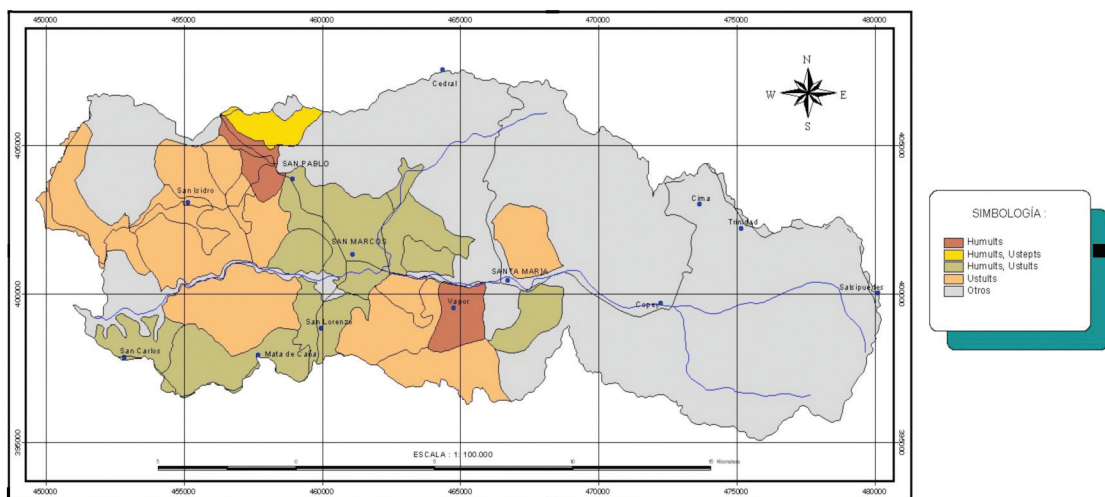 450000 455000 460000 465000 470000 475000 480000
N
W E
S
Cedral
405000 405000
SAN PABLO
San Isidro
Cima
Trinidad
SAN MARCOS
SANTA MARIA
Salsipuedes
400000 400000
Vapor
Copey
San Lorenzo
San Carlos
Mata de Caña
395000 395000
ESCALA : 1: 100.000
5 0 5 10 15 Kilometers
450000 455000 460000 465000 470000 475000 480000
SIMBOLOGÍA :
Humults
Humults, Ustepts
Humults, Ustults
Ustults
Otros